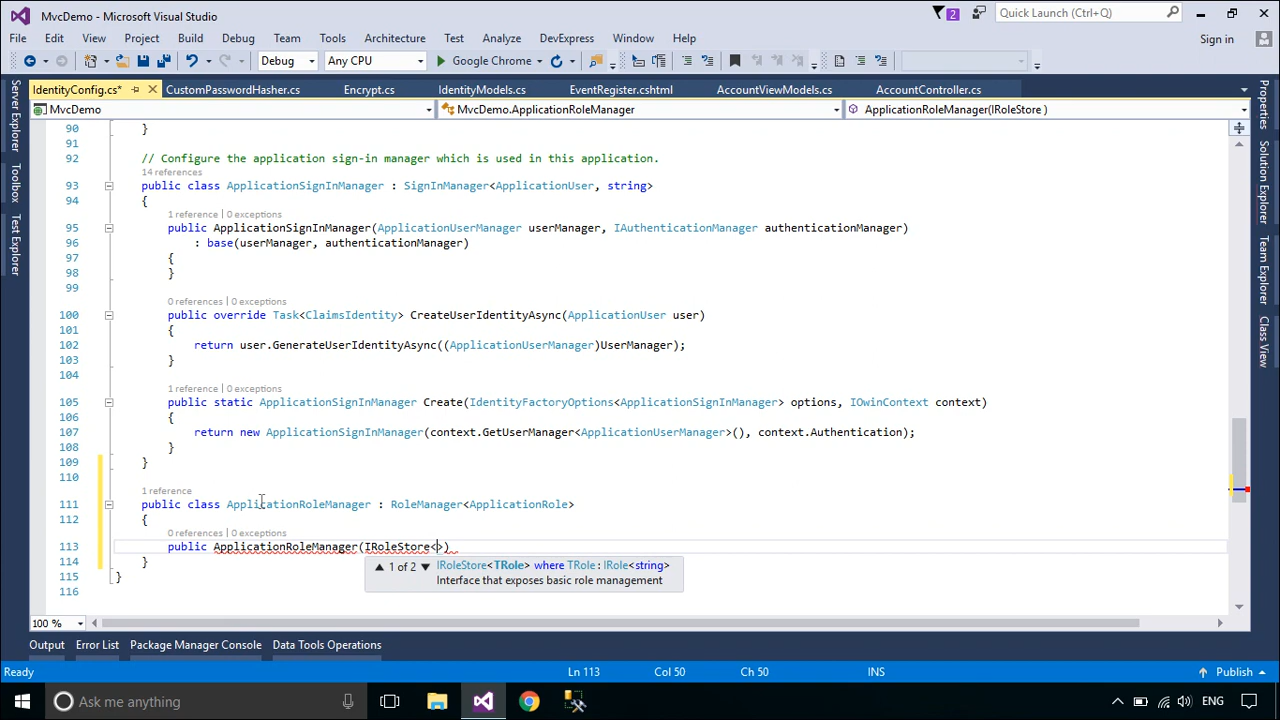 MvcDemo - Microsoft Visual Studio
2
Quick Launch (Ctrl+Q)
File Edit View Project Build Debug Team Tools Architecture Test Analyze DevExpress Window Help
Sign in
Debug Any CPU Google Chrome
IdentityConfig.cs* CustomPasswordHasher.cs Encrypt.cs IdentityModels.cs EventRegister.cshtml AccountViewModels.cs AccountController.cs
MvcDemo MvcDemo.ApplicationRoleManager ApplicationRoleManager(IRoleStore )
Server Explorer
Toolbox
Test Explorer
90 }
91
92 // Configure the application sign-in manager which is used in this application.
14 references
93 public class ApplicationSignInManager : SignInManager<ApplicationUser, string>
94 {
1 reference | 0 exceptions
95 public ApplicationSignInManager(ApplicationUserManager userManager, IAuthenticationManager authenticationManager)
96 : base(userManager, authenticationManager)
97 {
98 }
99
0 references | 0 exceptions
100 public override Task<ClaimsIdentity> CreateUserIdentityAsync(ApplicationUser user)
101 {
102 return user.GenerateUserIdentityAsync((ApplicationUserManager)UserManager);
103 }
104
1 reference | 0 exceptions
105 public static ApplicationSignInManager Create(IdentityFactoryOptions<ApplicationSignInManager> options, IOwinContext context)
106 {
107 return new ApplicationSignInManager(context.GetUserManager<ApplicationUserManager>(), context.Authentication);
108 }
109 }
110
1 reference
111 public class ApplicationRoleManager : RoleManager<ApplicationRole>
112 {
0 references | 0 exceptions
113 public ApplicationRoleManager(IRoleStore<>)
114 }
115 }
116
▲ 1 of 2 ▼ IRoleStore<TRole> where TRole : IRole<string>
Interface that exposes basic role management
Properties
Solution Explorer
Team Explorer
Class View
100 %
Output Error List Package Manager Console Data Tools Operations
Ready Ln 113 Col 50 Ch 50 INS Publish
Ask me anything
ENG